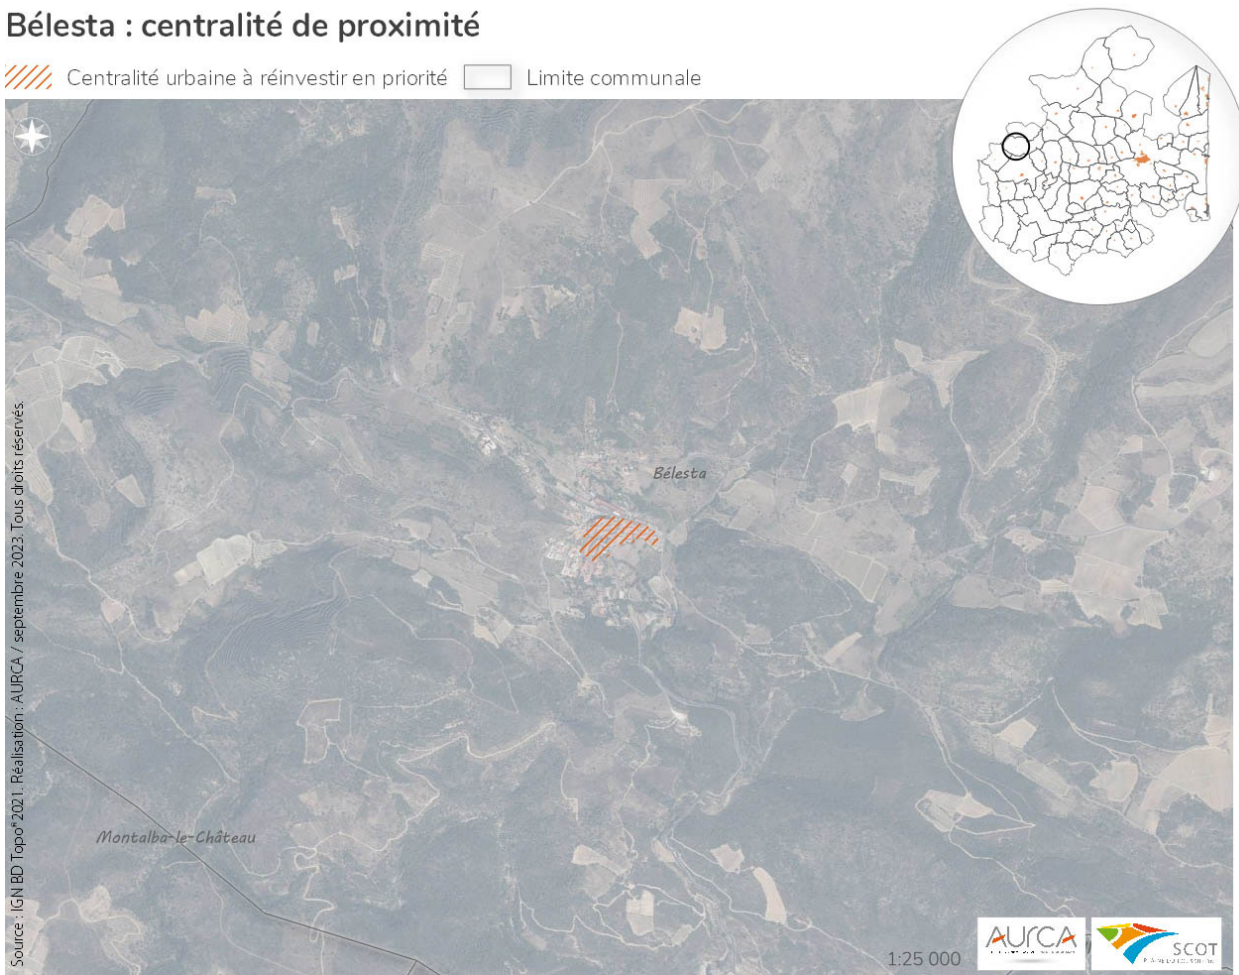 Bélesta : centralité de proximité
Centralité urbaine à réinvestir en priorité
Limite communale
Source : IGN BD Topo®2021. Réalisation : AURCA / septembre 2023. Tous droits réservés.
Bélesta
Montalba-le-Château
1:25 000
AURCA
SCOT